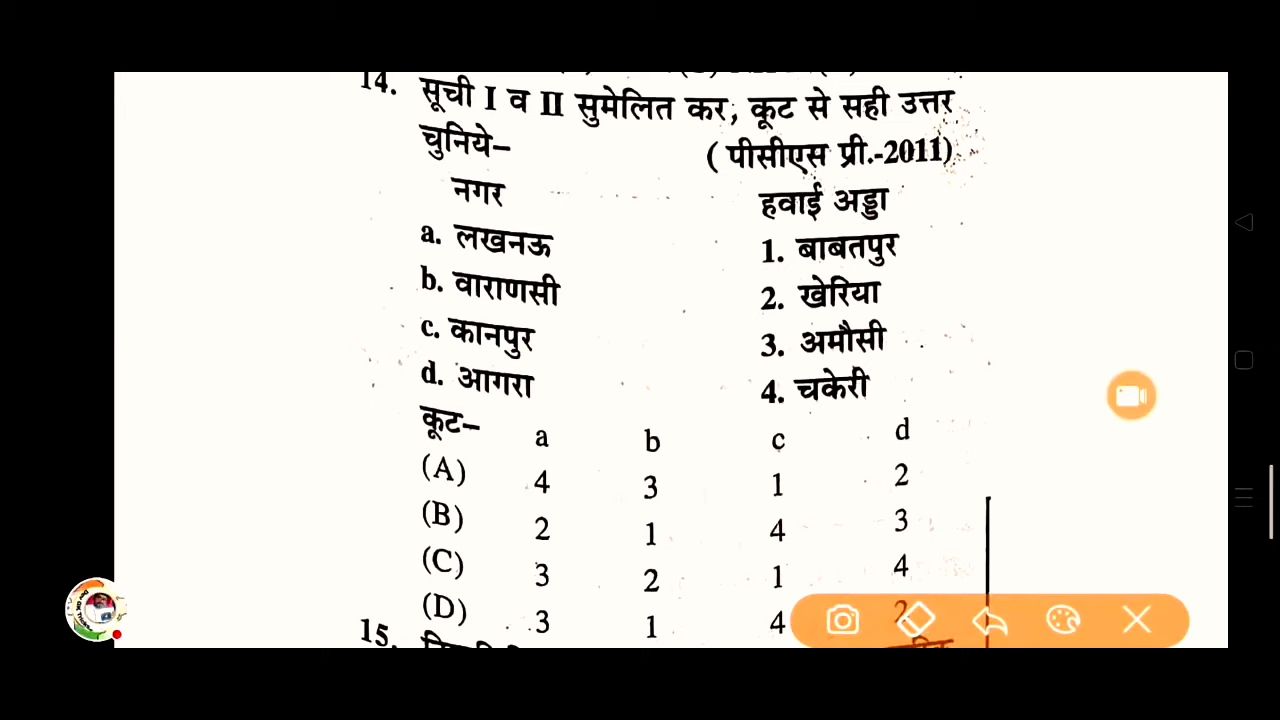 14. सूची I व II सुमेलित कर, कूट से सही उत्तर
चुनिये– (पीसीएस प्री.-2011)
नगर हवाई अड्डा
a. लखनऊ 1. बाबतपुर
b. वाराणसी 2. खेरिया
c. कानपुर 3. अमौसी
d. आगरा 4. चकेरी
कूट– a b c d
(A) 4 3 1 2
(B) 2 1 4 3
(C) 3 2 1 4
(D) 3 1 4 2
15.